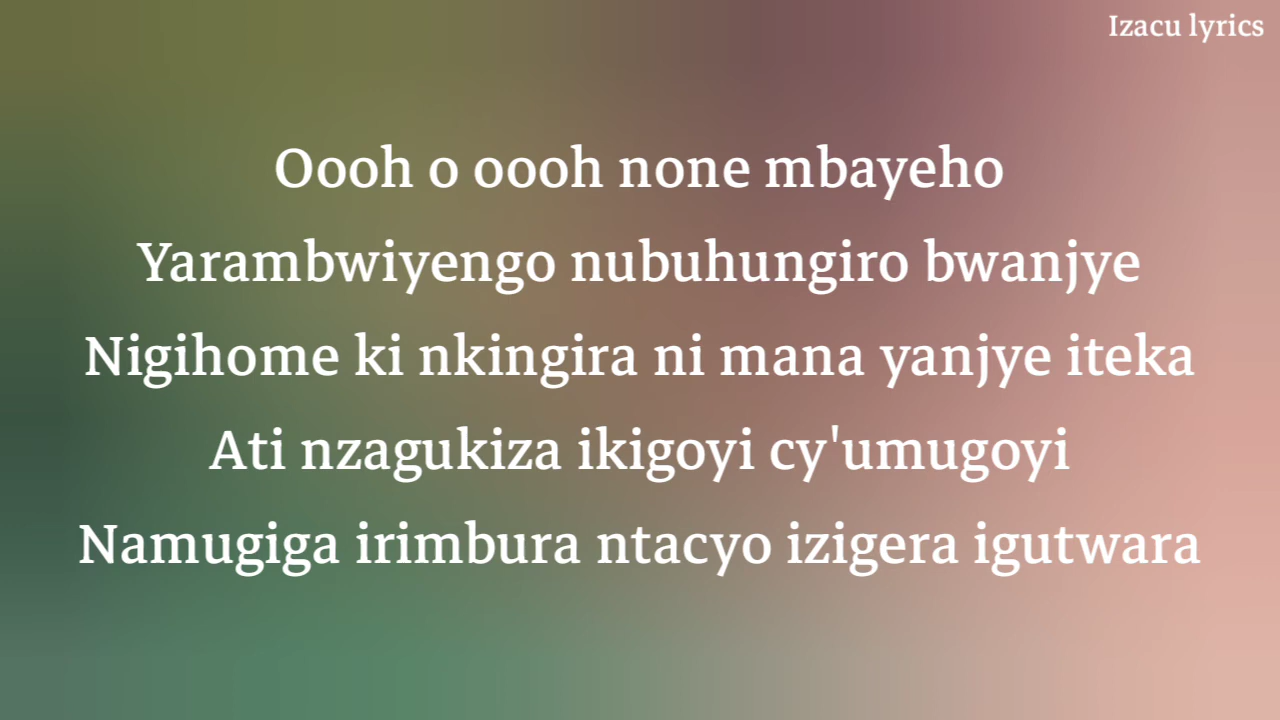 Izacu lyrics
Oooh o oooh none mbayeho
Yarambwiyengo nubuhungiro bwanjye
Nigihome ki nkingira ni mana yanjye iteka
Ati nzagukiza ikigoyi cy'umugoyi
Namugiga irimbura ntacyo izigera igutwara